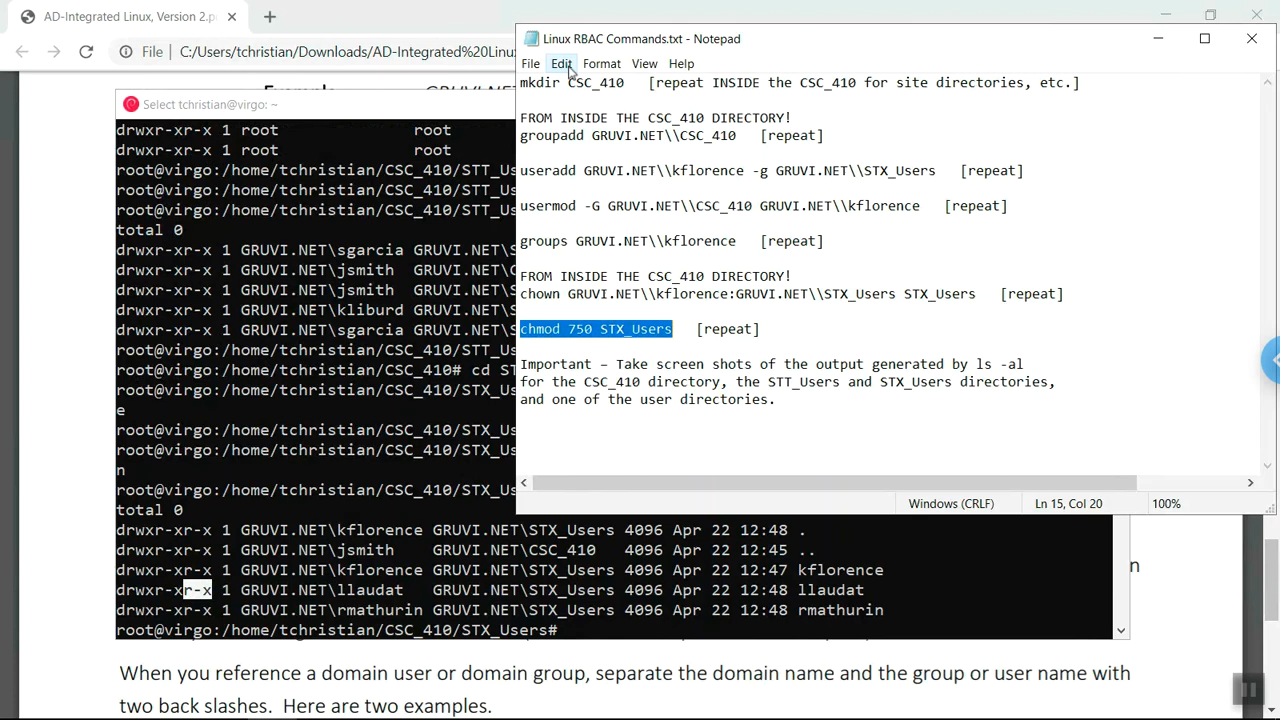 AD-Integrated Linux, Version 2.p
File
C:/Users/tchristian/Downloads/AD-Integrated%20Linu
Linux RBAC Commands.txt - Notepad
File Edit Format View Help
mkdir CSC_410 [repeat INSIDE the CSC_410 for site directories, etc.]
FROM INSIDE THE CSC_410 DIRECTORY!
groupadd GRUVI.NET\\CSC_410 [repeat]
useradd GRUVI.NET\\kflorence -g GRUVI.NET\\STX_Users [repeat]
usermod -G GRUVI.NET\\CSC_410 GRUVI.NET\\kflorence [repeat]
groups GRUVI.NET\\kflorence [repeat]
FROM INSIDE THE CSC_410 DIRECTORY!
chown GRUVI.NET\\kflorence:GRUVI.NET\\STX_Users STX_Users [repeat]
chmod 750 STX_Users [repeat]
Important – Take screen shots of the output generated by ls -al
for the CSC_410 directory, the STT_Users and STX_Users directories,
and one of the user directories.
Windows (CRLF) Ln 15, Col 20 100%
Select tchristian@virgo: ~
drwxr-xr-x 1 root root
drwxr-xr-x 1 root root
root@virgo:/home/tchristian/CSC_410/STT_Us
root@virgo:/home/tchristian/CSC_410/STT_Us
root@virgo:/home/tchristian/CSC_410/STT_Us
total 0
drwxr-xr-x 1 GRUVI.NET\sgarcia GRUVI.NET\S
drwxr-xr-x 1 GRUVI.NET\jsmith GRUVI.NET\C
drwxr-xr-x 1 GRUVI.NET\jsmith GRUVI.NET\S
drwxr-xr-x 1 GRUVI.NET\kliburd GRUVI.NET\S
drwxr-xr-x 1 GRUVI.NET\sgarcia GRUVI.NET\S
root@virgo:/home/tchristian/CSC_410/STT_Us
root@virgo:/home/tchristian/CSC_410# cd ST
root@virgo:/home/tchristian/CSC_410/STX_Us
e
root@virgo:/home/tchristian/CSC_410/STX_Us
root@virgo:/home/tchristian/CSC_410/STX_Us
n
root@virgo:/home/tchristian/CSC_410/STX_Us
total 0
drwxr-xr-x 1 GRUVI.NET\kflorence GRUVI.NET\STX_Users 4096 Apr 22 12:48 .
drwxr-xr-x 1 GRUVI.NET\jsmith GRUVI.NET\CSC_410 4096 Apr 22 12:45 ..
drwxr-xr-x 1 GRUVI.NET\kflorence GRUVI.NET\STX_Users 4096 Apr 22 12:47 kflorence
drwxr-xr-x 1 GRUVI.NET\llaudat GRUVI.NET\STX_Users 4096 Apr 22 12:48 llaudat
drwxr-xr-x 1 GRUVI.NET\rmathurin GRUVI.NET\STX_Users 4096 Apr 22 12:48 rmathurin
root@virgo:/home/tchristian/CSC_410/STX_Users#
n
When you reference a domain user or domain group, separate the domain name and the group or user name with
two back slashes. Here are two examples.